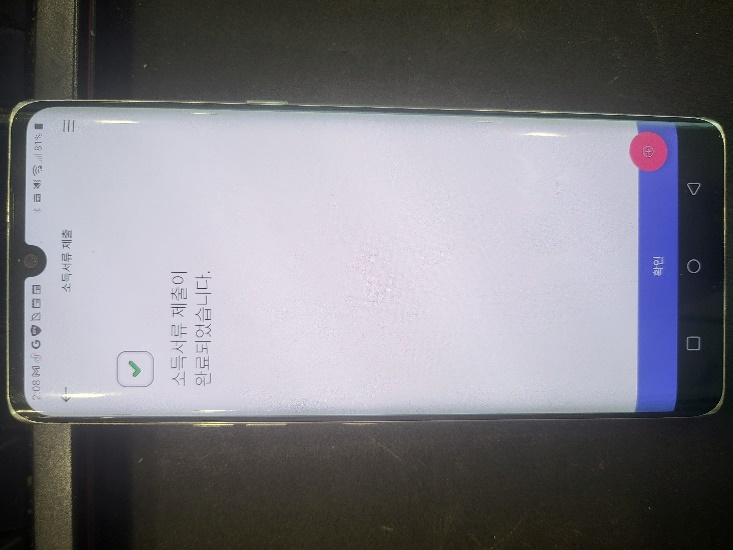 2:08
81%
소득서류 제출
소득서류 제출이
완료되었습니다.
확인